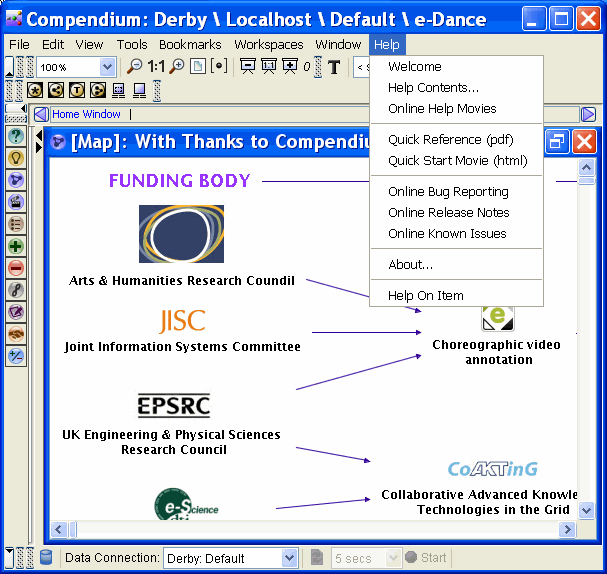 Compendium: Derby \ Localhost \ Default \ e-Dance
File Edit View Tools Bookmarks Workspaces Window Help
100% 1:1 0 T < S
Home Window |
[Map]: With Thanks to Compendiu
Welcome
Help Contents...
Online Help Movies
Quick Reference (pdf)
Quick Start Movie (html)
Online Bug Reporting
Online Release Notes
Online Known Issues
About...
Help On Item
FUNDING BODY
Arts & Humanities Research Coundil
JISC
Joint Information Systems Committee
e
Choreographic video
annotation
EPSRC
UK Engineering & Physical Sciences
Research Council
CoAKTinG
Collaborative Advanced Knowle
Technologies in the Grid
e-Science
Data Connection: Derby: Default 5 secs Start